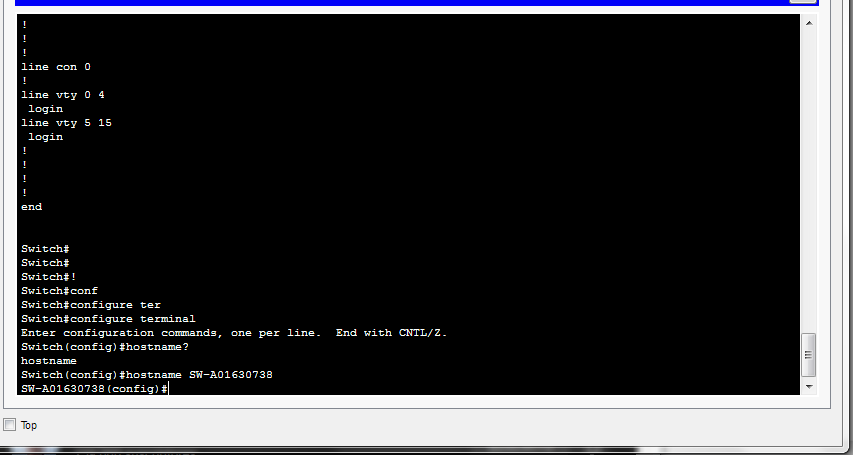 !
!
!
line con 0
!
line vty 0 4
 login
line vty 5 15
 login
!
!
!
!
end
Switch#
Switch#
Switch#!
Switch#conf
Switch#configure ter
Switch#configure terminal
Enter configuration commands, one per line.  End with CNTL/Z.
Switch(config)#hostname?
hostname
Switch(config)#hostname SW-A01630738
SW-A01630738(config)#
Top